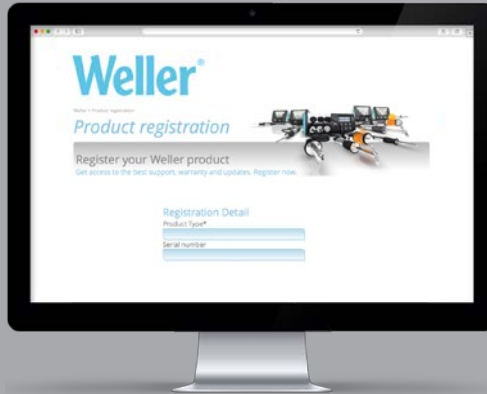 Weller®
Weller > Product registration
Product registration
Register your Weller product
Get access to the best support, warranty and updates. Register now.
Registration Detail
Product Type*
Serial number